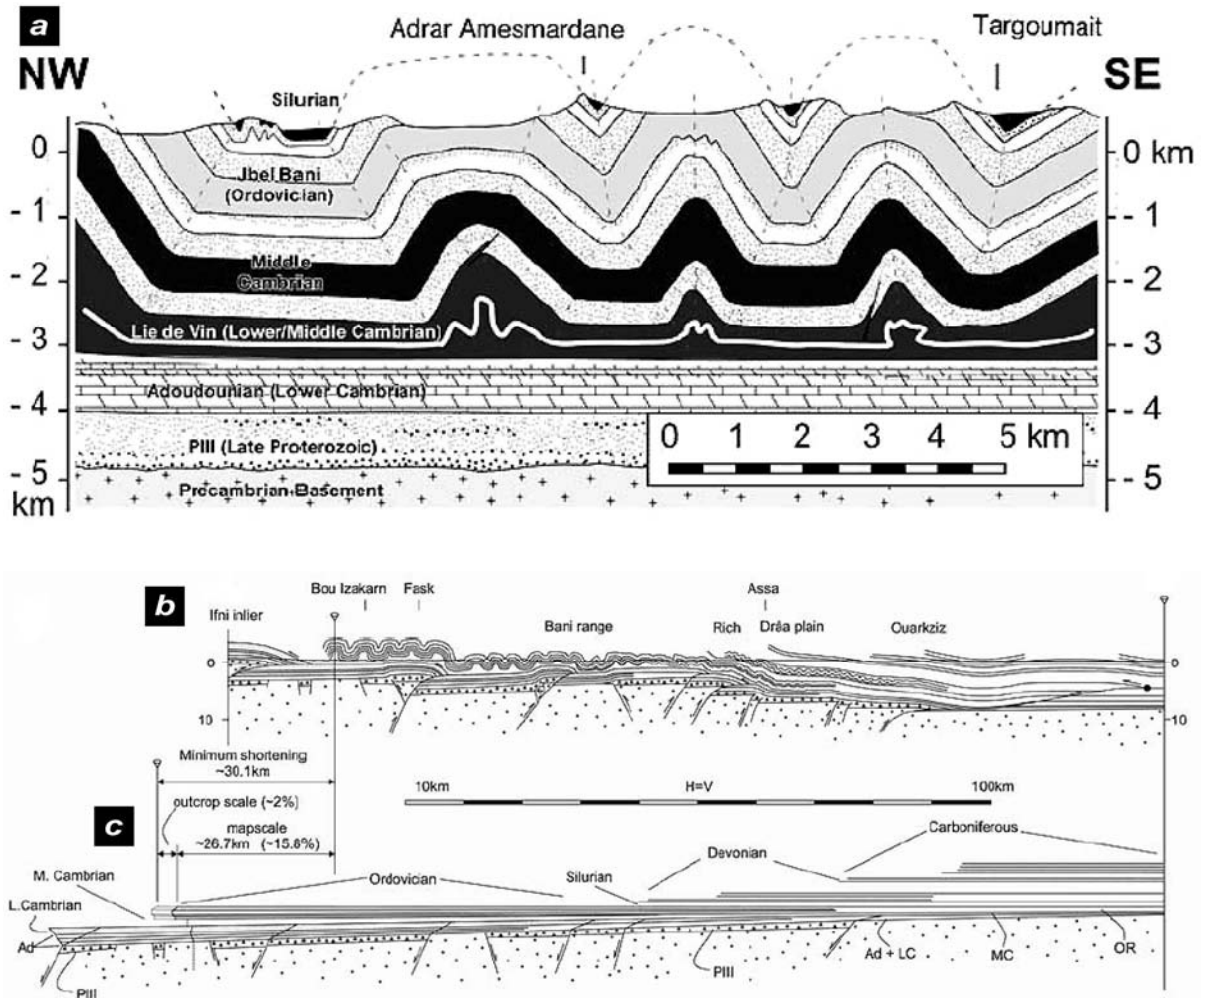 a
NW
Adrar Amesmardane
Targoumait
SE
Silurian
0
0 km
Jbel Bani
(Ordovician)
- 1
- - 1
Middle
Cambrian
- 2
- - 2
Lie de Vin (Lower/Middle Cambrian)
- 3
- - 3
Adoudounian (Lower Cambrian)
- 4
- - 4
PIII (Late Proterozoic)
0 1 2 3 4 5 km
- 5
- - 5
km
Precambrian Basement
b
Bou Izakarn
Fask
Assa
Ifni inlier
Bani range
Rich
Drâa plain
Ouarkziz
0
0
10
10
Minimum shortening
~30.1km
10km
H=V
100km
outcrop scale (~2%)
c
mapscale
~26.7km (~15.8%)
Carboniferous
Devonian
M. Cambrian
Ordovician
Silurian
L.Cambrian
Ad
Ad + LC
MC
OR
PIII
PIII